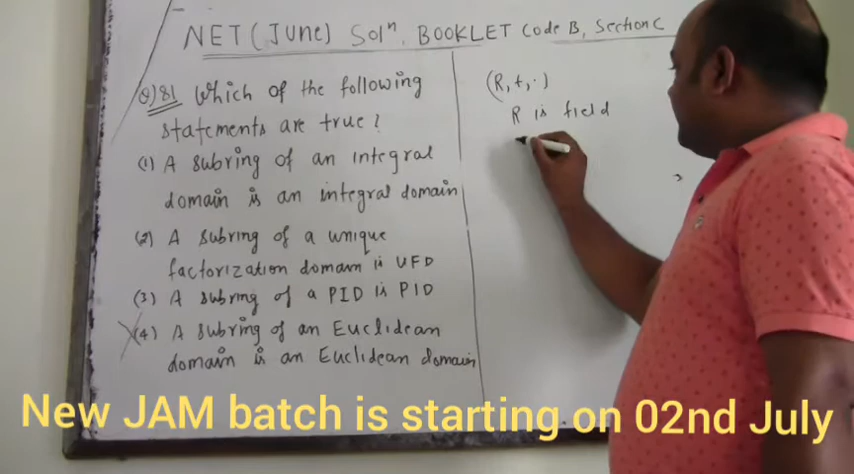 NET (June) Solⁿ, BOOKLET Code B, Section C
Q)81 Which of the following
statements are true?
(1) A subring of an integral
domain is an integral domain
(2) A subring of a unique
factorization domain is UFD
(3) A subring of a PID is PID
(4) A subring of an Euclidean
domain is an Euclidean domain
(R, +, ·)
R is field
New JAM batch is starting on 02nd July